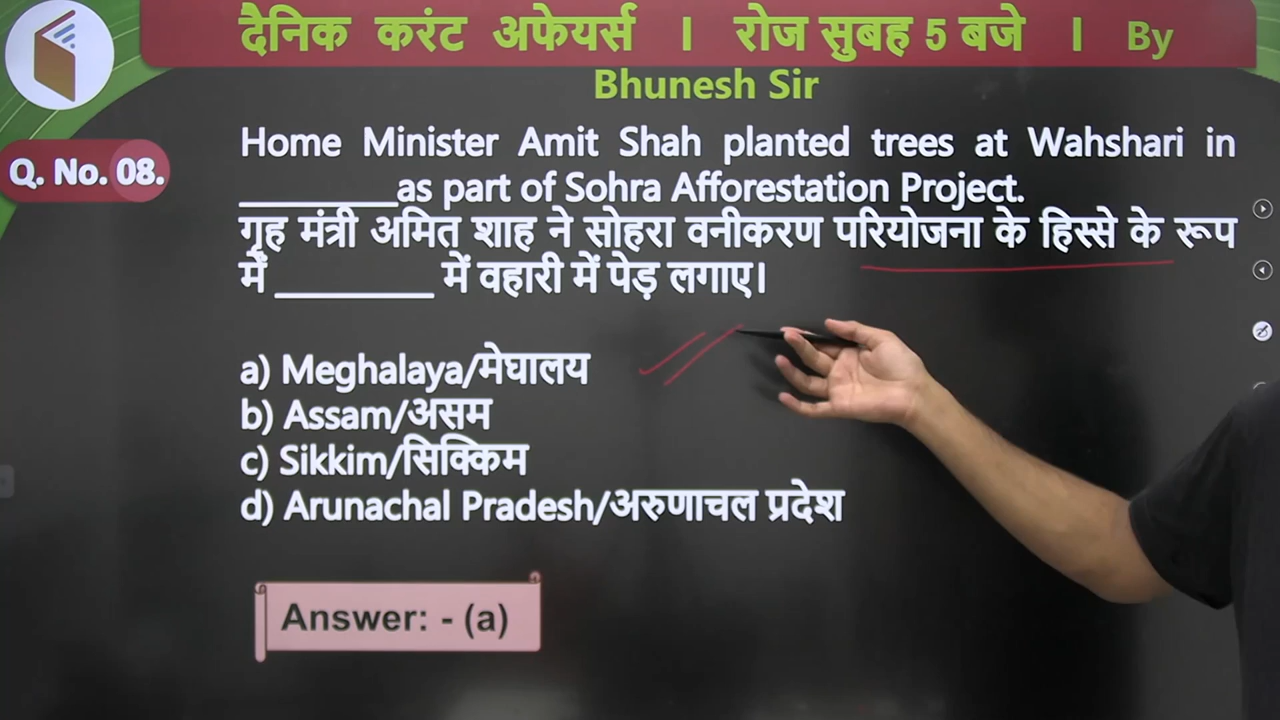 दैनिक करंट अफेयर्स । रोज सुबह 5 बजे । By
Bhunesh Sir
Q. No. 08.
Home Minister Amit Shah planted trees at Wahshari in
________as part of Sohra Afforestation Project.
गृह मंत्री अमित शाह ने सोहरा वनीकरण परियोजना के हिस्से के रूप
में ________ में वहारी में पेड़ लगाए।
a) Meghalaya/मेघालय
b) Assam/असम
c) Sikkim/सिक्किम
d) Arunachal Pradesh/अरुणाचल प्रदेश
Answer: - (a)